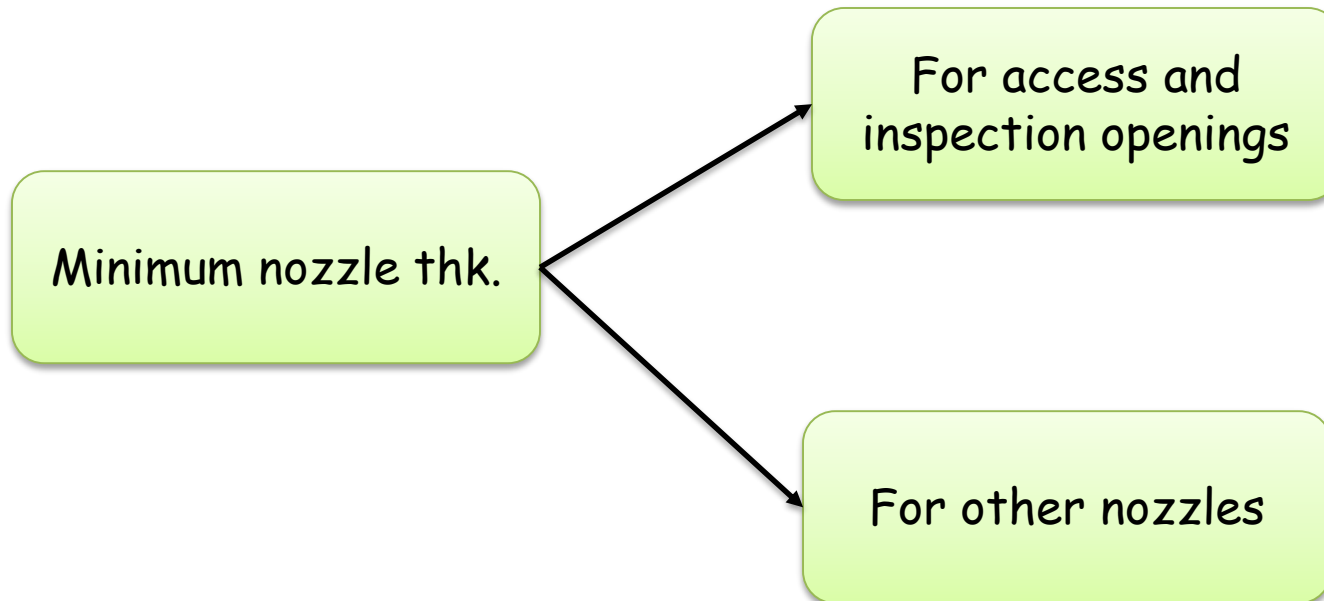 For access and
inspection openings
Minimum nozzle thk.
For other nozzles